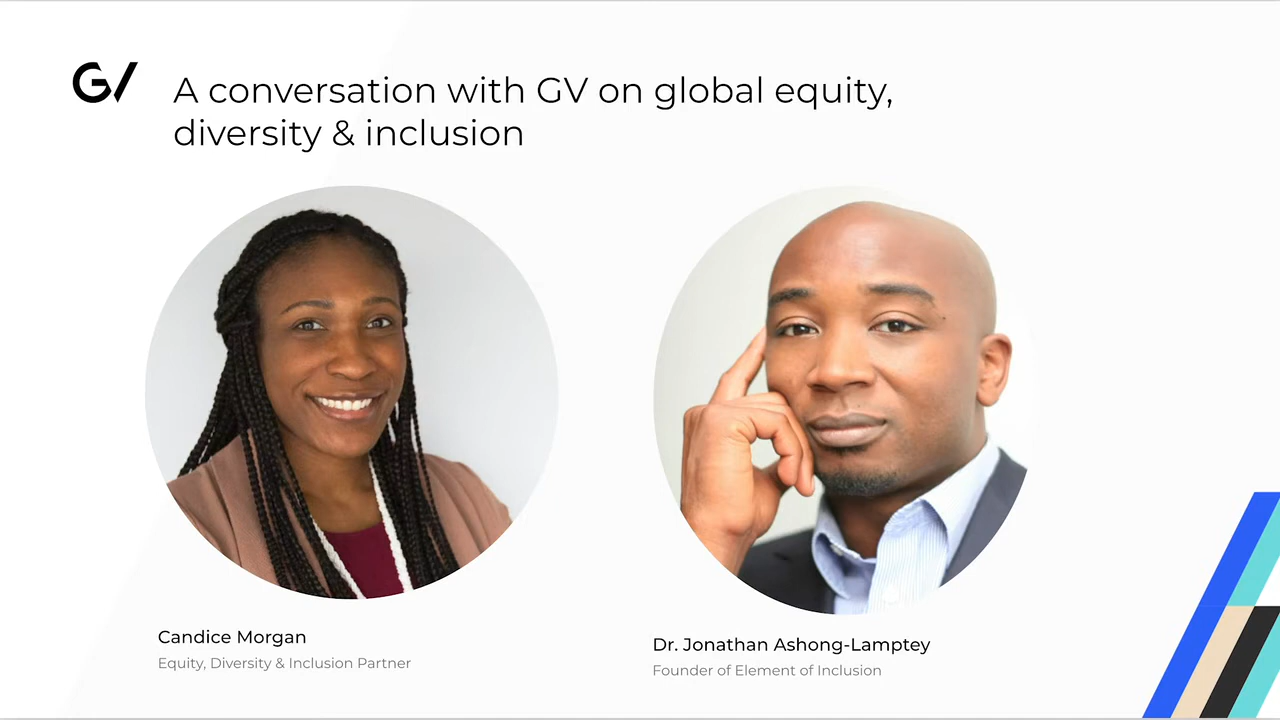 GV
A conversation with GV on global equity,
diversity & inclusion
Candice Morgan
Equity, Diversity & Inclusion Partner
Dr. Jonathan Ashong-Lamptey
Founder of Element of Inclusion